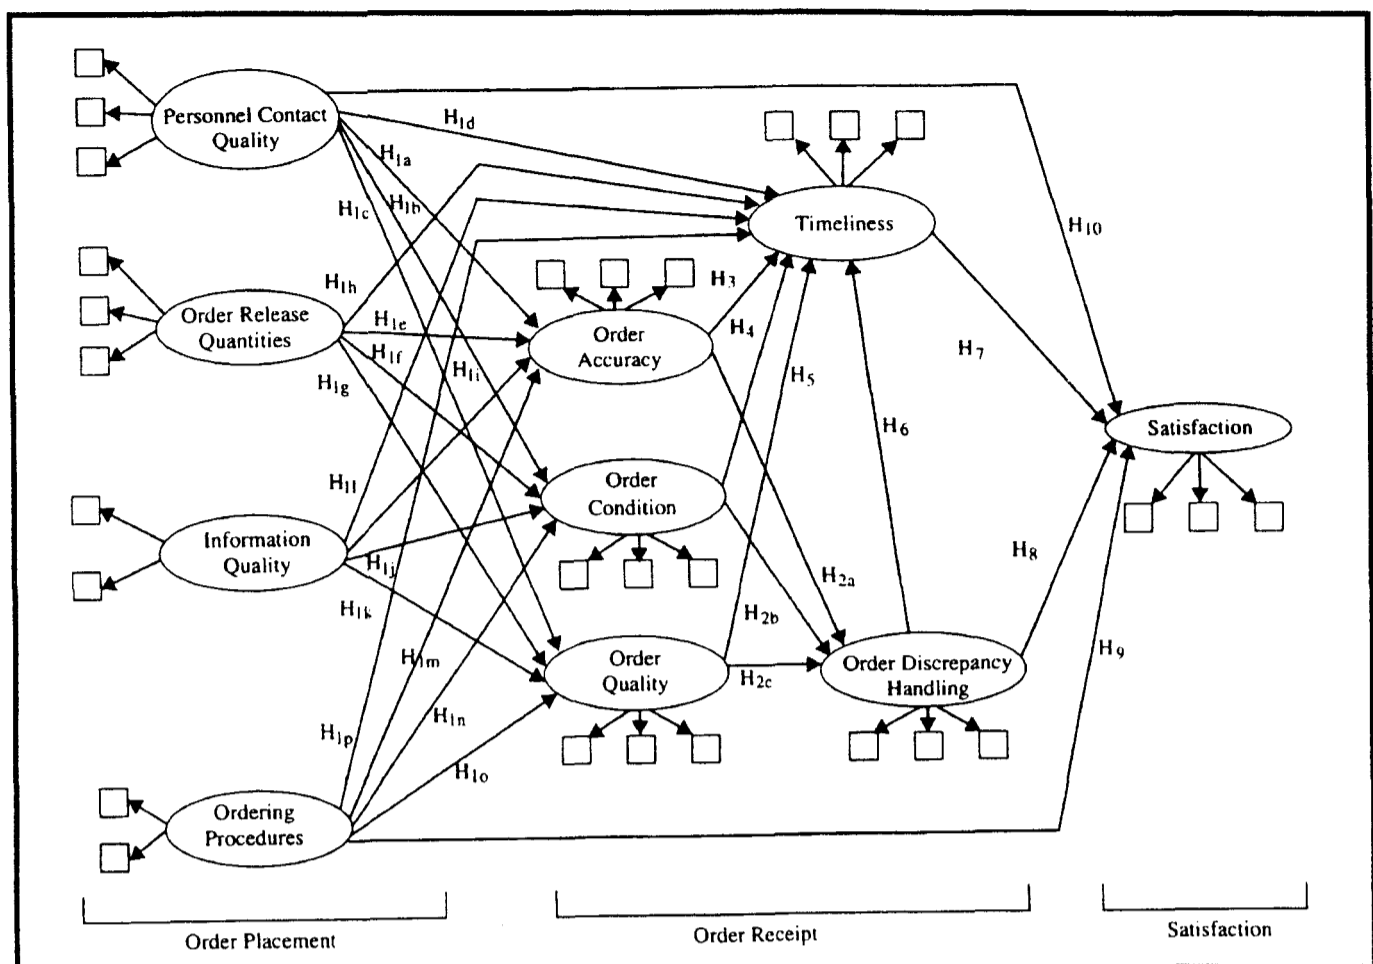 Personnel Contact
Quality
H1d
H1a
H1b
H1c
Timeliness
H10
Order Release
Quantities
H1h
H1e
H1f
H1g
H1i
Order
Accuracy
H3
H4
H5
H7
H6
Satisfaction
Information
Quality
H1l
H1j
H1k
Order
Condition
H2a
H2b
H8
H9
H1m
H1n
Order
Quality
H2c
Order Discrepancy
Handling
H1p
H1o
Ordering
Procedures
Order Placement
Order Receipt
Satisfaction